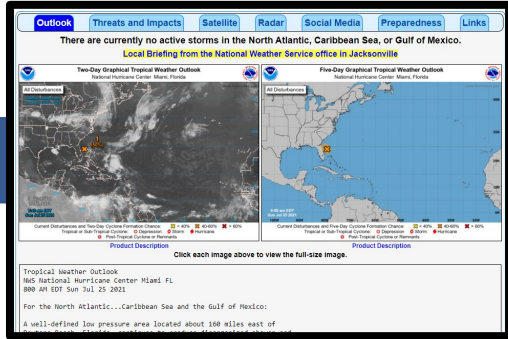 Outlook
Threats and Impacts
Satellite
Radar
Social Media
Preparedness
Links
There are currently no active storms in the North Atlantic, Caribbean Sea, or Gulf of Mexico.
Local Briefing from the National Weather Service office in Jacksonville
Two-Day Graphical Tropical Weather Outlook
National Hurricane Center Miami, Florida
All Disturbances
Current Disturbances and Two-Day Cyclone Formation Chance: < 40% 40-60% > 60%
Tropical or Sub-Tropical Cyclone: Depression Storm Hurricane
Post-Tropical Cyclone or Remnants
Product Description
Five-Day Graphical Tropical Weather Outlook
National Hurricane Center Miami, Florida
All Disturbances
8:00 am EDT
Sun Jul 25 2021
Current Disturbances and Five-Day Cyclone Formation Chance: < 40% 40-60% > 60%
Tropical or Sub-Tropical Cyclone: Depression Storm Hurricane
Post-Tropical Cyclone or Remnants
Product Description
Click each image above to view the full-size image.
Tropical Weather Outlook
NWS National Hurricane Center Miami FL
800 AM EDT Sun Jul 25 2021
For the North Atlantic...Caribbean Sea and the Gulf of Mexico:
A well-defined low pressure area located about 160 miles east of